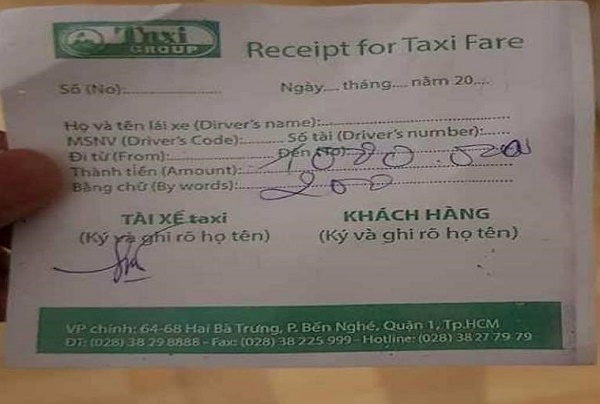 Taxi
GROUP
Receipt for Taxi Fare
Số (No):........................
Ngày.... tháng.... năm 20....
Họ và tên lái xe (Dirver's name):................................
MSNV (Driver's Code):....... Số tài (Driver's number):......
Đi từ (From):.................... Đến (To):
Thành tiền (Amount):
Bằng chữ (By words):
200
TÀI XẾ taxi
KHÁCH HÀNG
(Ký và ghi rõ họ tên)
(Ký và ghi rõ họ tên)
VP chính: 64-68 Hai Bà Trưng, P. Bến Nghé, Quận 1, Tp.HCM
ĐT: (028) 38 29 8888 - Fax: (028) 38 225 999 - Hotline: (028) 38 27 79 79